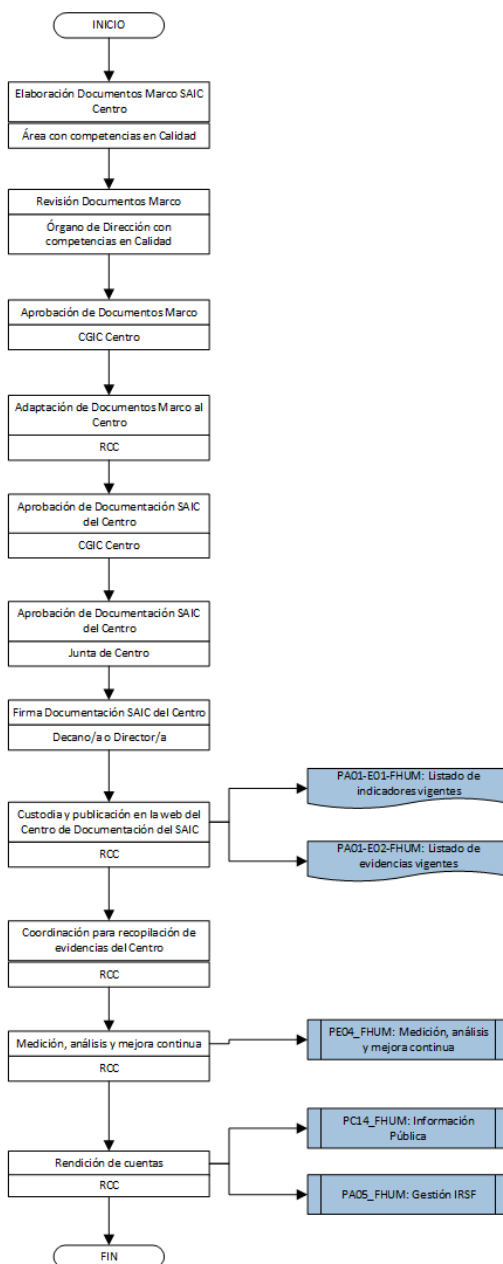 INICIO
Elaboración Documentos Marco SAIC
Centro
Área con competencias en Calidad
Revisión Documentos Marco
Órgano de Dirección con
competencias en Calidad
Aprobación de Documentos Marco
CGIC Centro
Adaptación de Documentos Marco al
Centro
RCC
Aprobación de Documentación SAIC
del Centro
CGIC Centro
Aprobación de Documentación SAIC
del Centro
Junta de Centro
Firma Documentación SAIC del Centro
Decano/a o Director/a
Custodia y publicación en la web del
Centro de Documentación del SAIC
RCC
PA01-E01-FHUM: Listado de
indicadores vigentes
PA01-E02-FHUM: Listado de
evidencias vigentes
Coordinación para recopilación de
evidencias del Centro
RCC
Medición, análisis y mejora continua
RCC
PE04_FHUM: Medición, análisis
y mejora continua
Rendición de cuentas
RCC
PC14_FHUM: Información
Pública
PA05_FHUM: Gestión IRSF
FIN